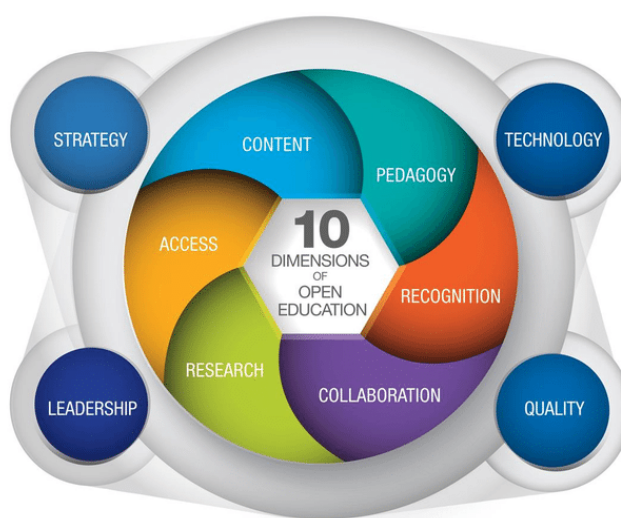 STRATEGY
CONTENT
TECHNOLOGY
PEDAGOGY
ACCESS
10
DIMENSIONS
OF
OPEN
EDUCATION
RECOGNITION
RESEARCH
COLLABORATION
LEADERSHIP
QUALITY